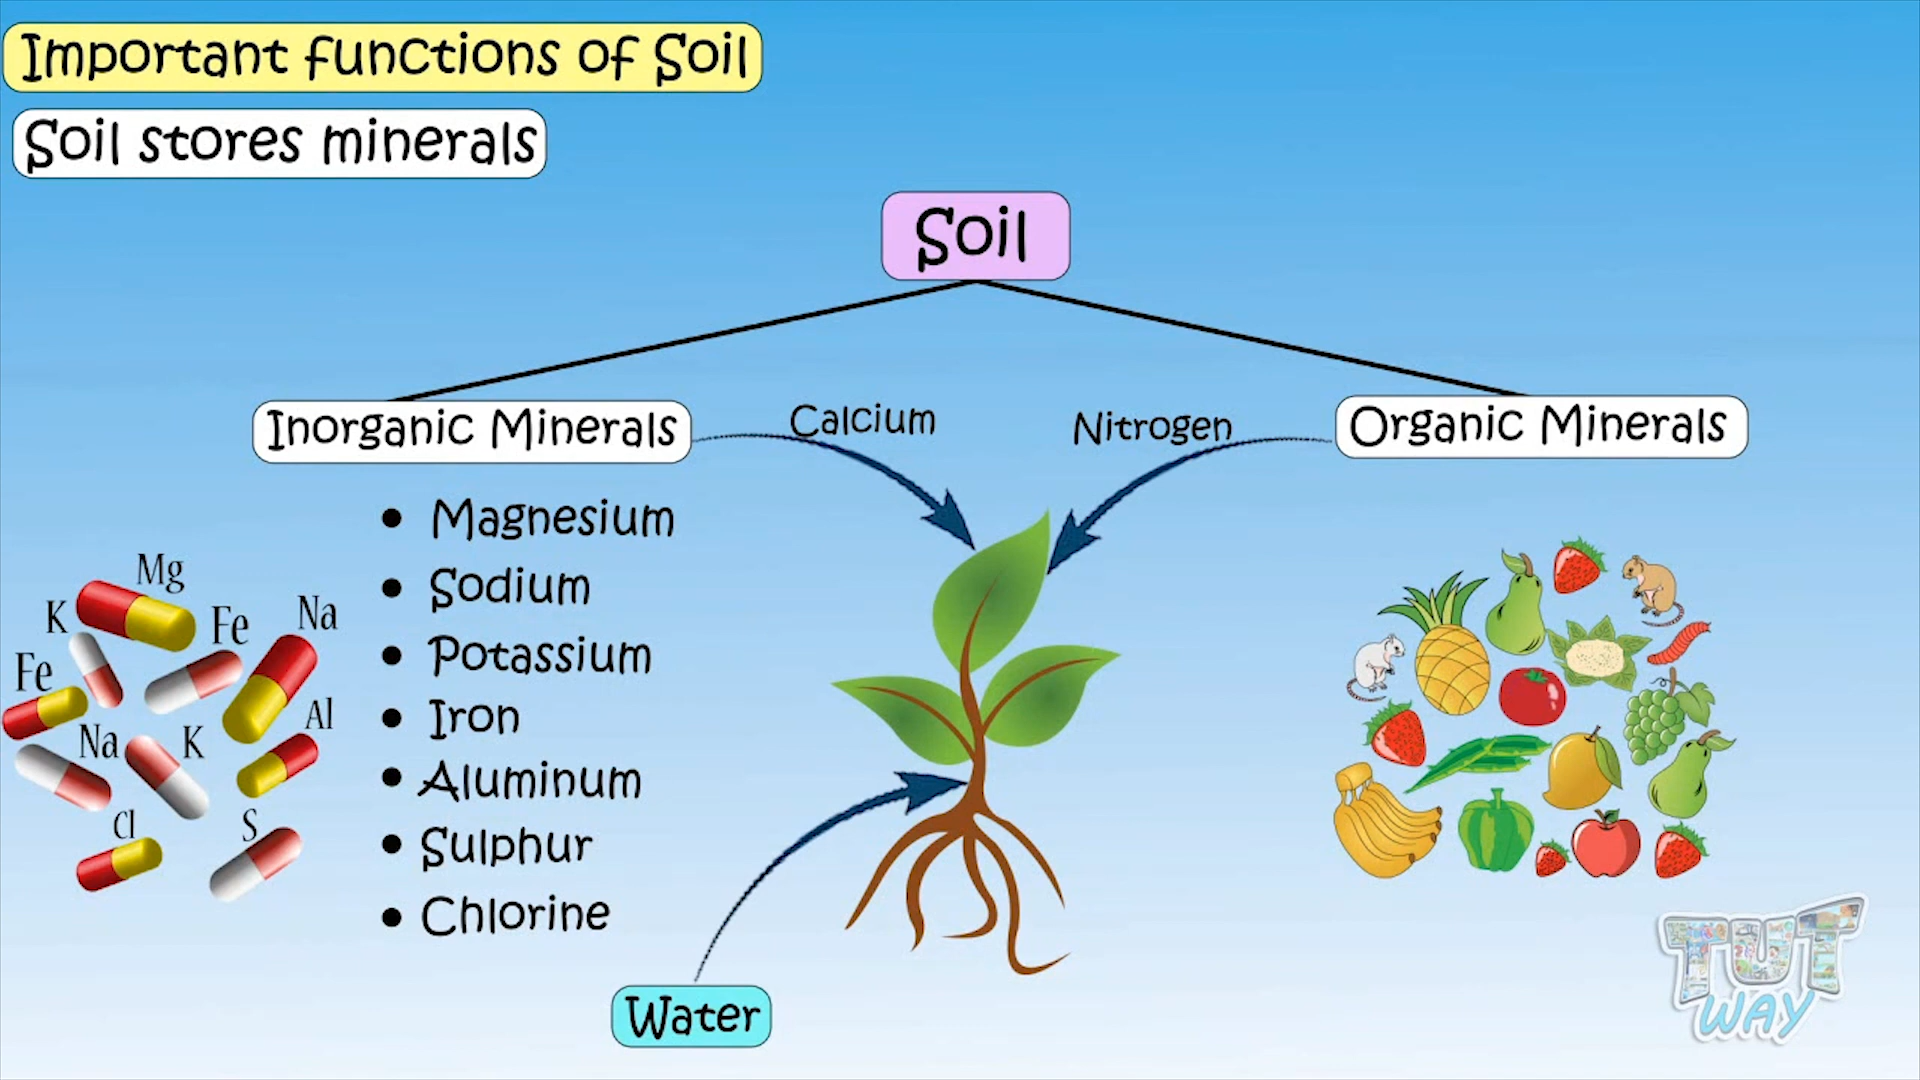 Important functions of Soil
Soil stores minerals
Soil
Inorganic Minerals
Calcium
Nitrogen
Organic Minerals
• Magnesium
• Sodium
• Potassium
• Iron
• Aluminum
• Sulphur
• Chlorine
Mg
K
Fe
Na
Fe
Al
Na
K
Cl
S
Water
TUT
WAY